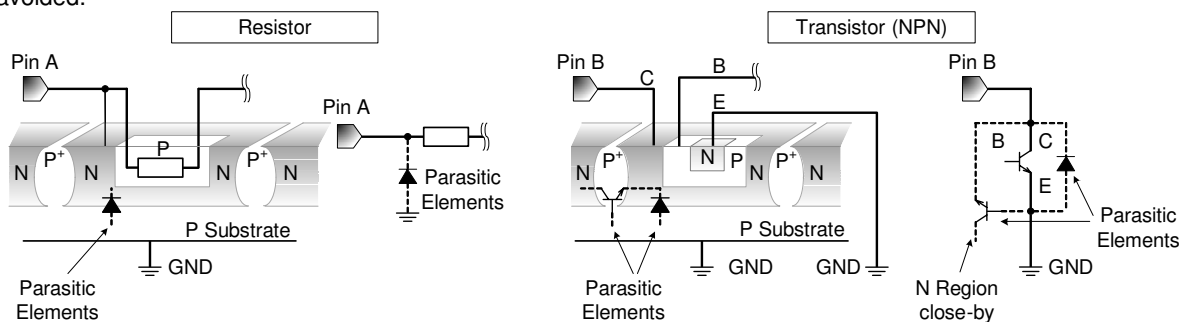 avoided.
Resistor
Transistor (NPN)
Pin A
Pin A
Pin B
C
B
E
Pin B
N
P+
N
P
N
P+
N
Parasitic
Elements
P Substrate
GND
Parasitic
Elements
N
P+
N
N
P
N
P+
N
P Substrate
GND
GND
Parasitic
Elements
B
C
E
Parasitic
Elements
GND
N Region
close-by